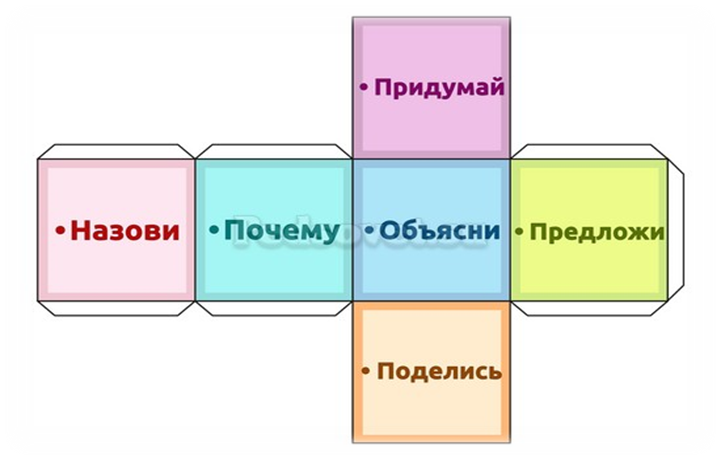 • Придумай
• Назови
• Почему
• Объясни
• Предложи
• Поделись